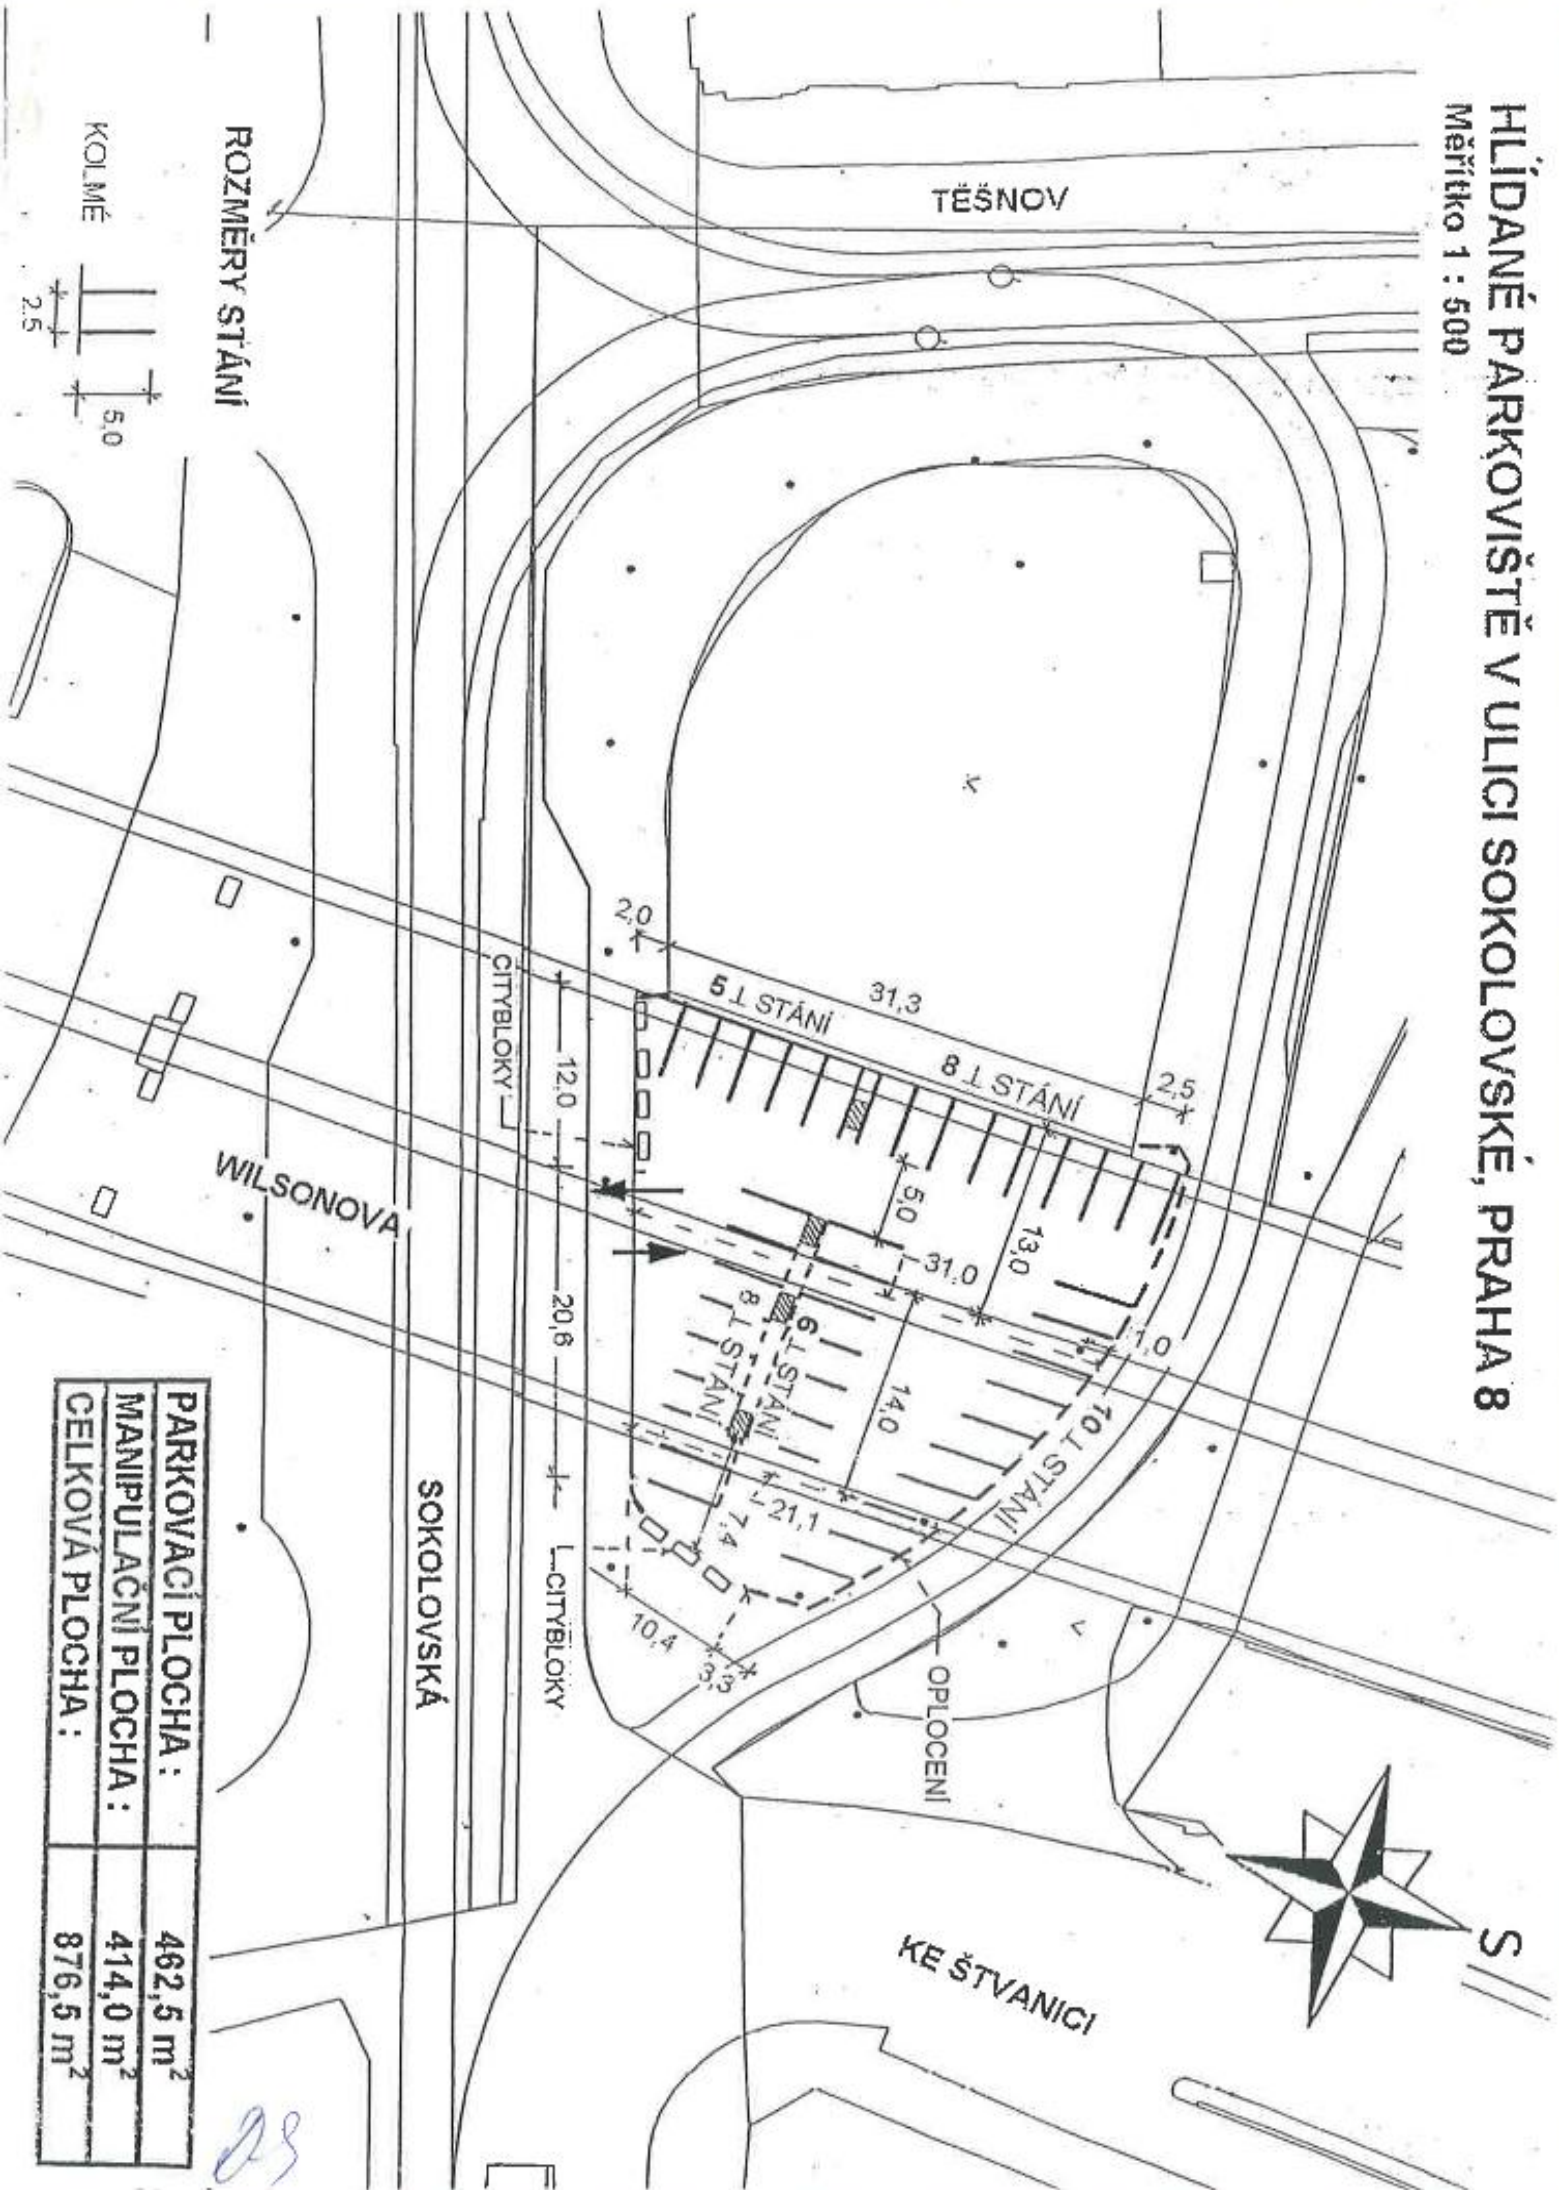 HLÍDANÉ PARKOVIŠTĚ V ULICI SOKOLOVSKÉ, PRAHA 8
Měřítko 1 : 500
S
TĚŠNOV
KE ŠTVANICI
OPLOCENÍ
2,0
31,3
2,5
5 ⊥ STÁNÍ
8 ⊥ STÁNÍ
5,0
13,0
31,0
1,0
10 ⊥ STÁNÍ
14,0
6 ⊥ STÁNÍ
8 ⊥ STÁNÍ
21,1
7,4
10,4
3,3
CITYBLOKY
12,0
20,6
CITYBLOKY
WILSONOVA
SOKOLOVSKÁ
ROZMĚRY STÁNÍ
KOLMÉ
2.5
5,0
PARKOVACÍ PLOCHA : 462,5 m²
MANIPULAČNÍ PLOCHA : 414,0 m²
CELKOVÁ PLOCHA : 876,5 m²